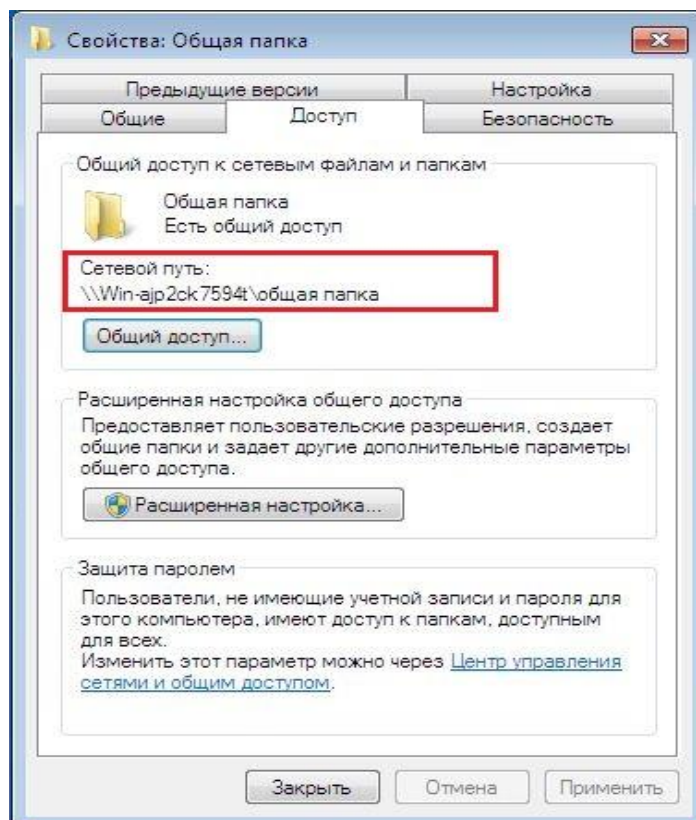 Свойства: Общая папка
Предыдущие версии
Настройка
Общие
Доступ
Безопасность
Общий доступ к сетевым файлам и папкам
Общая папка
Есть общий доступ
Сетевой путь:
\\Win-ajp2ck7594t\общая папка
Общий доступ...
Расширенная настройка общего доступа
Предоставляет пользовательские разрешения, создает
общие папки и задает другие дополнительные параметры
общего доступа.
Расширенная настройка...
Защита паролем
Пользователи, не имеющие учетной записи и пароля для
этого компьютера, имеют доступ к папкам, доступным
для всех.
Изменить этот параметр можно через Центр управления
сетями и общим доступом.
Закрыть
Отмена
Применить